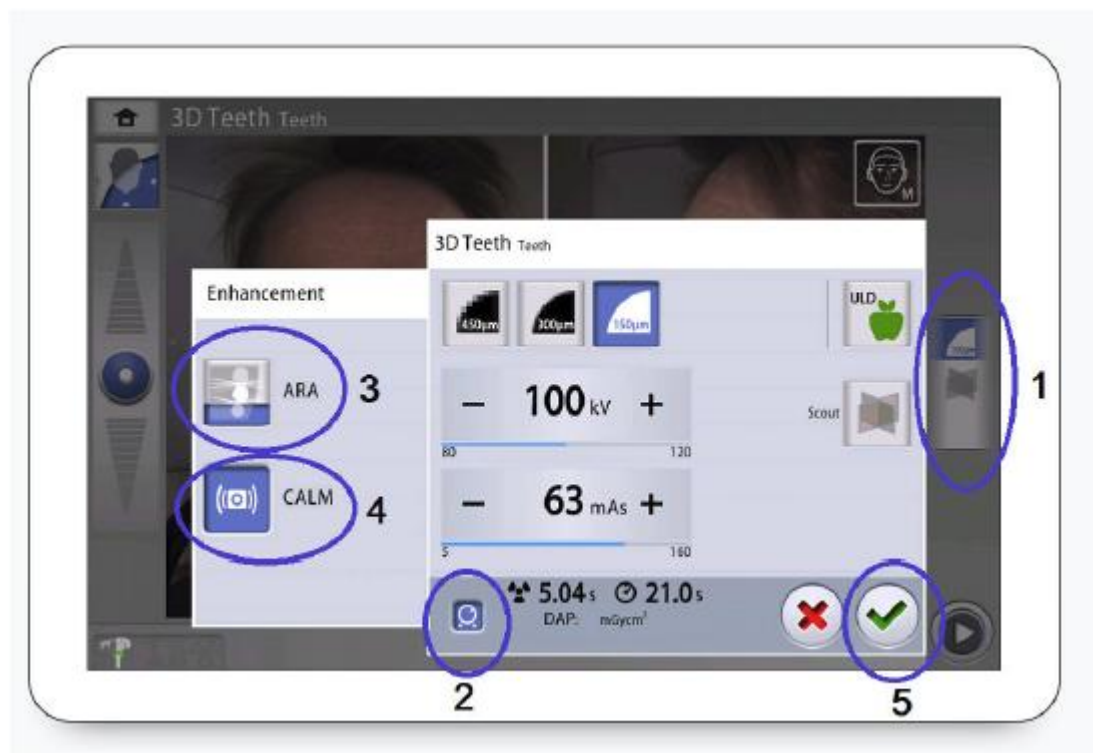 3D Teeth Teeth
M
3D Teeth Teeth
Enhancement
450µm 300µm 150µm ULD
ARA 3
1
− 100 kV + Scout
80 120
CALM 4
− 63 mAs +
5 160
5.04 s 21.0 s
DAP: mGycm²
2
5